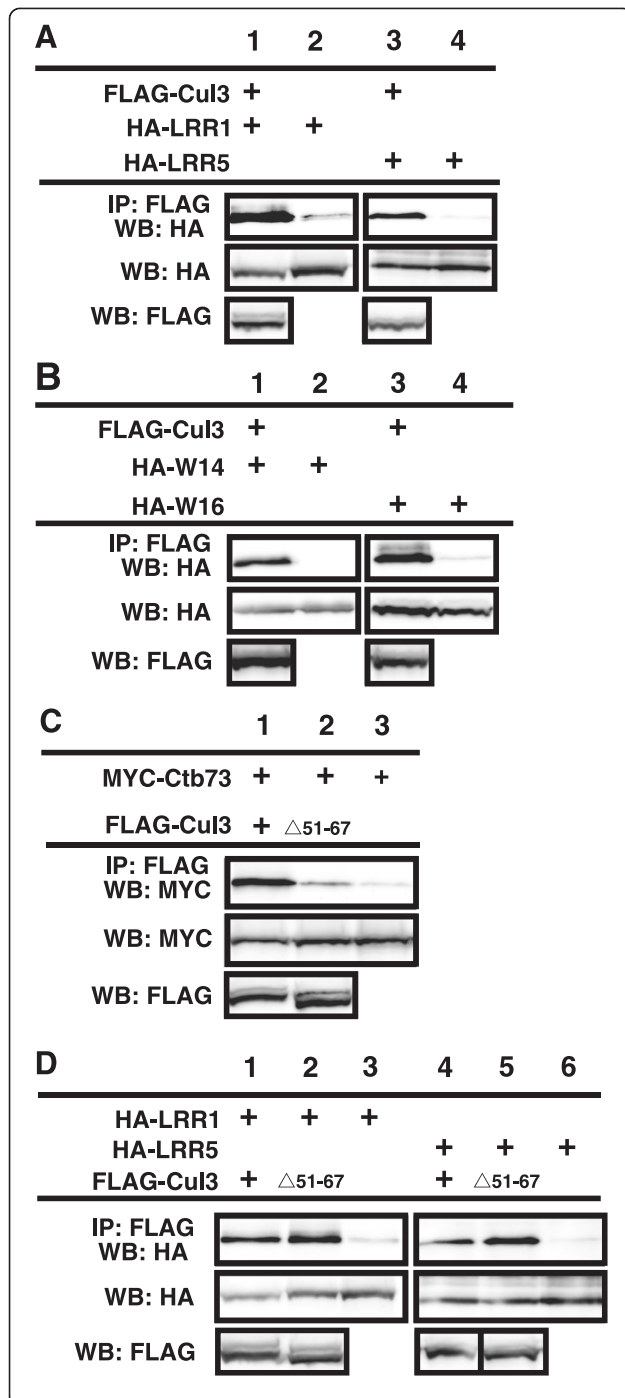 A
1 2 3 4
FLAG-Cul3 + +
HA-LRR1 + +
HA-LRR5 + +
IP: FLAG
WB: HA
WB: HA
WB: FLAG
B
1 2 3 4
FLAG-Cul3 + +
HA-W14 + +
HA-W16 + +
IP: FLAG
WB: HA
WB: HA
WB: FLAG
C
1 2 3
MYC-Ctb73 + + +
FLAG-Cul3 + △51-67
IP: FLAG
WB: MYC
WB: MYC
WB: FLAG
D
1 2 3 4 5 6
HA-LRR1 + + +
HA-LRR5 + + +
FLAG-Cul3 + △51-67 + △51-67
IP: FLAG
WB: HA
WB: HA
WB: FLAG